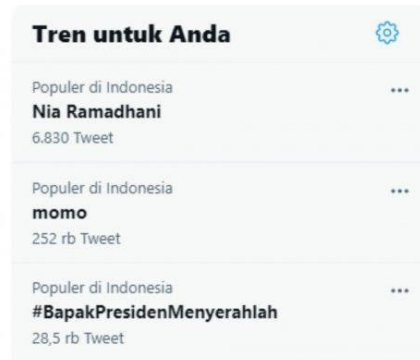 Tren untuk Anda
Populer di Indonesia
Nia Ramadhani
6.830 Tweet
Populer di Indonesia
momo
252 rb Tweet
Populer di Indonesia
#BapakPresidenMenyerahlah
28,5 rb Tweet